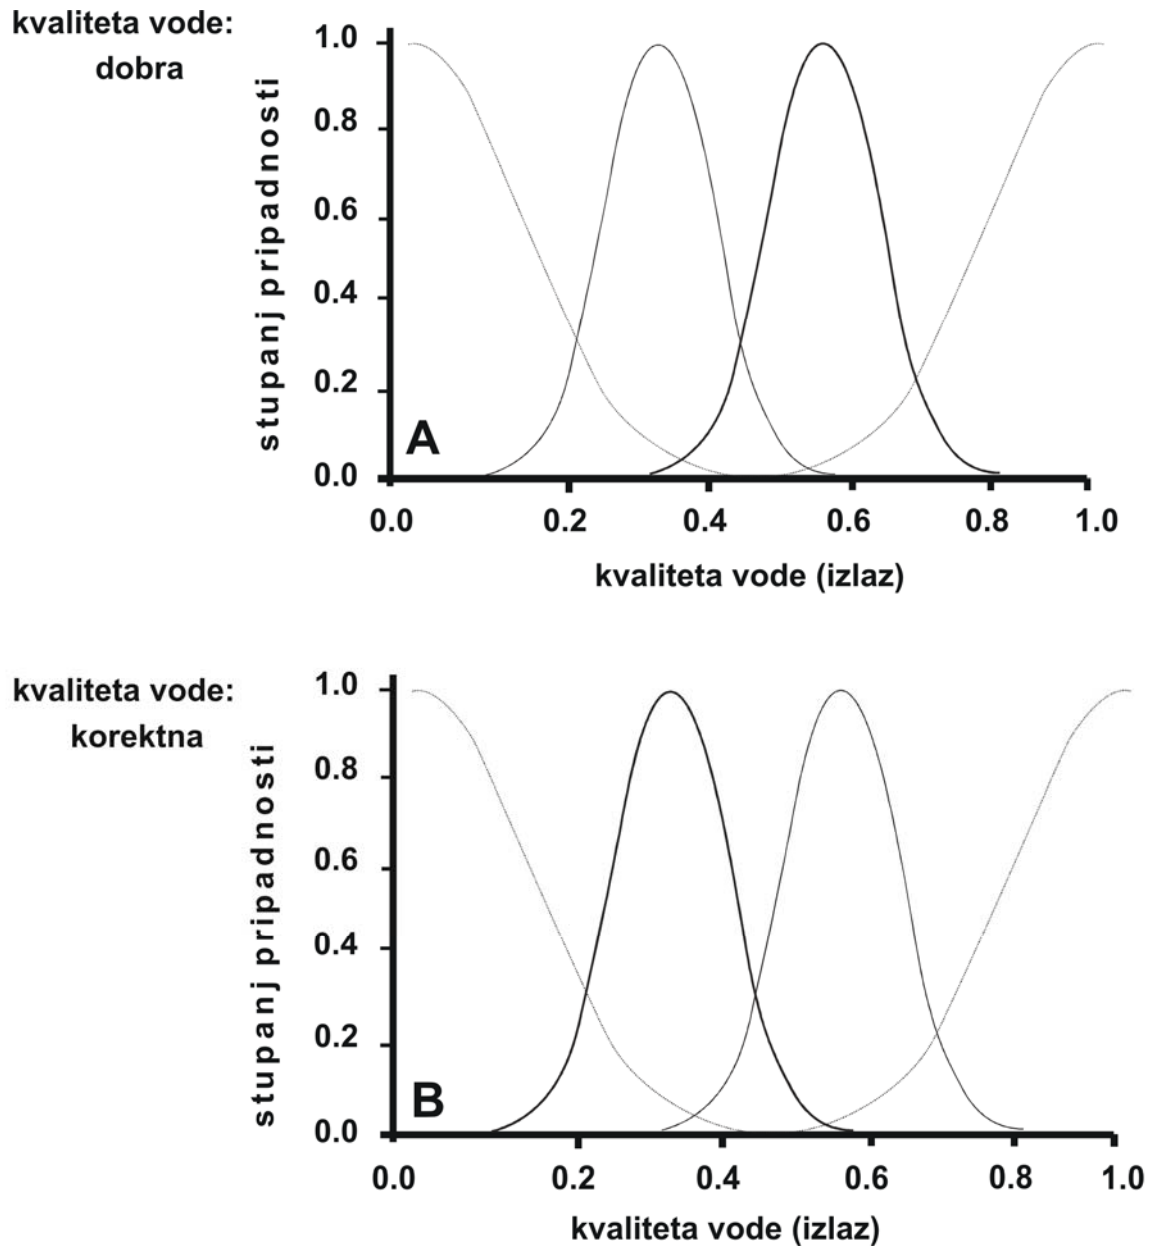 kvaliteta vode:
dobra
stupanj pripadnosti
1.0
0.8
0.6
0.4
0.2
0.0
A
0.0 0.2 0.4 0.6 0.8 1.0
kvaliteta vode (izlaz)
kvaliteta vode:
korektna
stupanj pripadnosti
1.0
0.8
0.6
0.4
0.2
0.0
B
0.0 0.2 0.4 0.6 0.8 1.0
kvaliteta vode (izlaz)